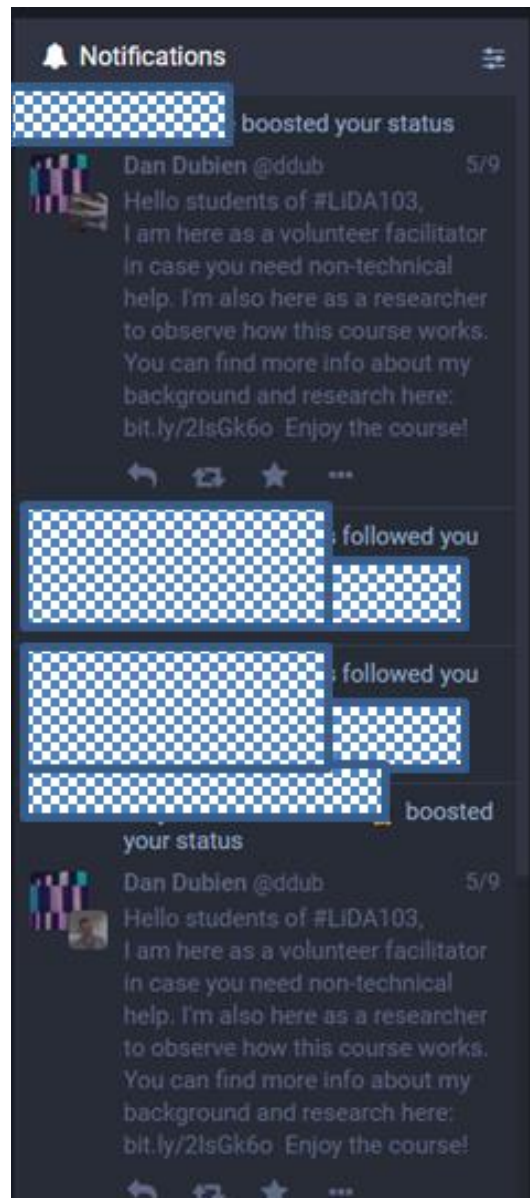 Notifications
boosted your status
Dan Dubien @ddub 5/9
Hello students of #LiDA103,
I am here as a volunteer facilitator
in case you need non-technical
help. I'm also here as a researcher
to observe how this course works.
You can find more info about my
background and research here:
bit.ly/2IsGk6o Enjoy the course!
followed you
followed you
boosted
your status
Dan Dubien @ddub 5/9
Hello students of #LiDA103,
I am here as a volunteer facilitator
in case you need non-technical
help. I'm also here as a researcher
to observe how this course works.
You can find more info about my
background and research here:
bit.ly/2IsGk6o Enjoy the course!